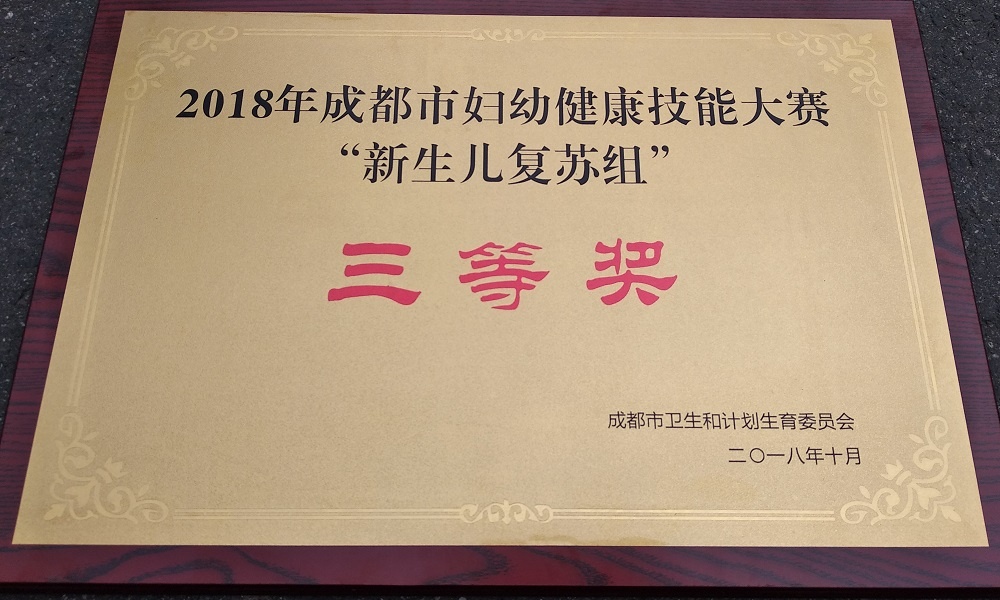 2018年成都市妇幼健康技能大赛
“新生儿复苏组”
三等奖
成都市卫生和计划生育委员会
二〇一八年十月